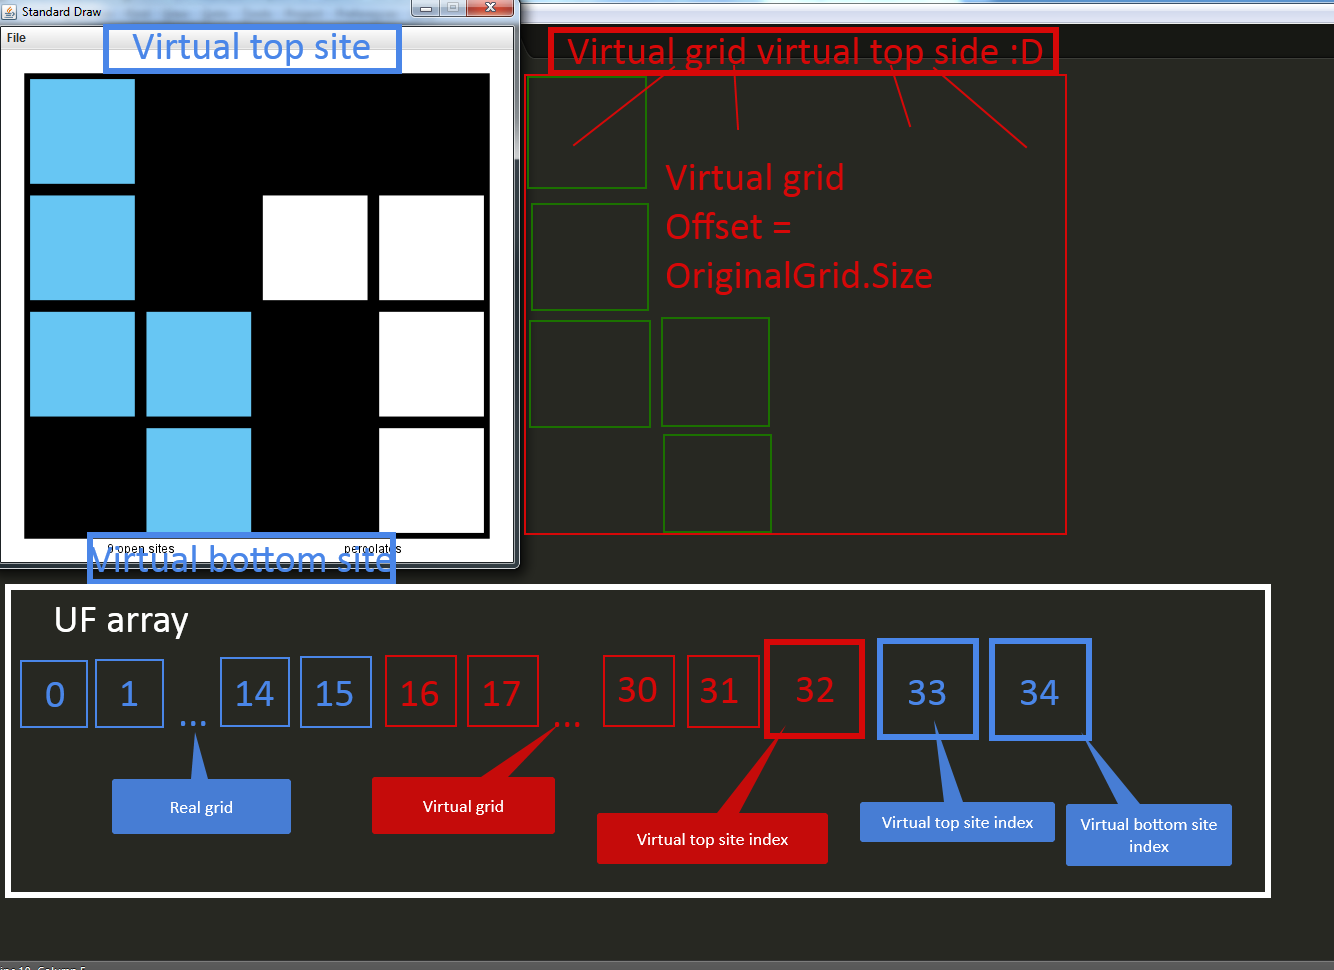 Standard Draw
File
Virtual top site
Virtual grid virtual top side :D
Virtual grid
Offset =
OriginalGrid.Size
9 open sites
percolates
Virtual bottom site
UF array
0 1 ... 14 15 16 17 ... 30 31 32 33 34
Real grid
Virtual grid
Virtual top site index
Virtual top site index
Virtual bottom site
index